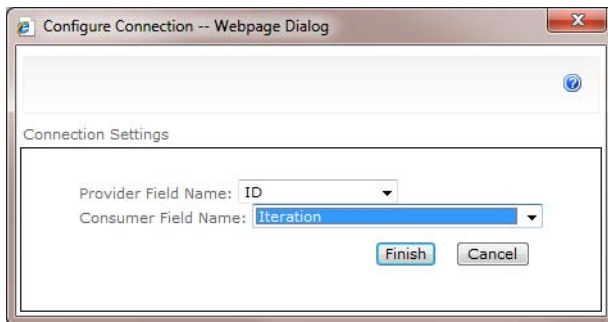 Configure Connection -- Webpage Dialog
Connection Settings
Provider Field Name: ID
Consumer Field Name: Iteration
Finish Cancel